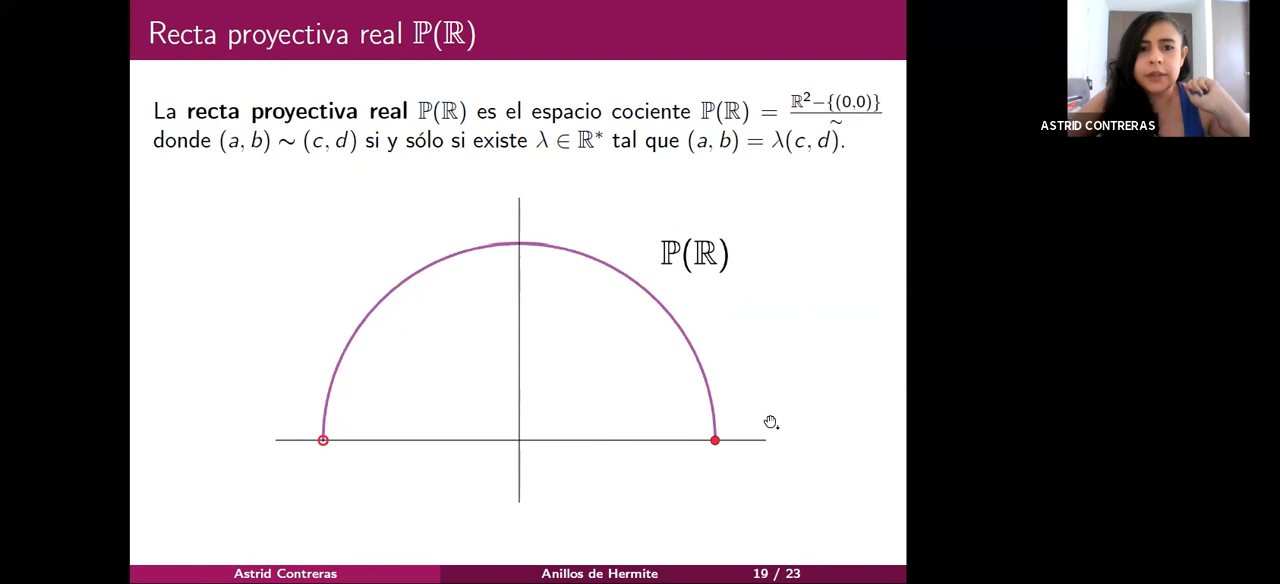 Recta proyectiva real ℙ(ℝ)
La recta proyectiva real ℙ(ℝ) es el espacio cociente ℙ(ℝ) = ℝ²−{(0,0)} / ~
donde (a, b) ∼ (c, d) si y sólo si existe λ ∈ ℝ* tal que (a, b) = λ(c, d).
ℙ(ℝ)
ASTRID CONTRERAS
Astrid Contreras Anillos de Hermite 19 / 23